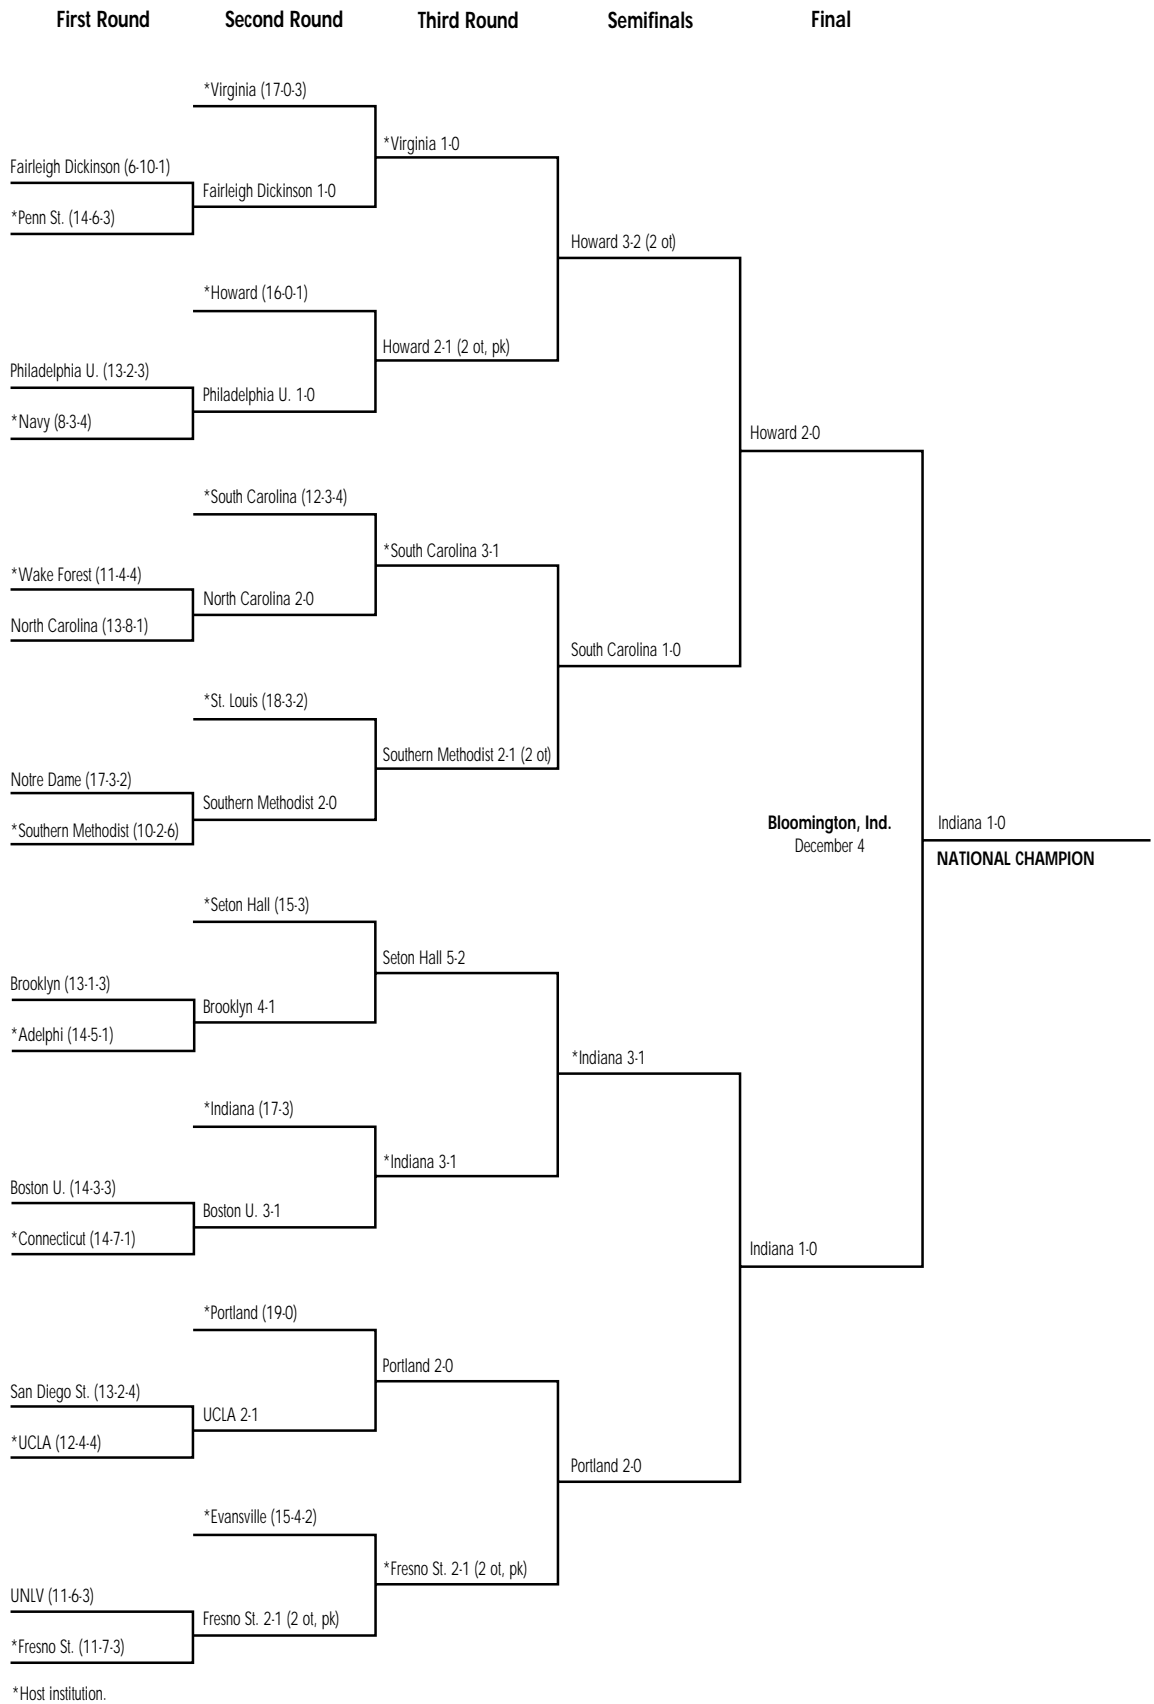 First Round
Second Round
Third Round
Semifinals
Final
*Virginia (17-0-3)
*Virginia 1-0
Fairleigh Dickinson (6-10-1)
Fairleigh Dickinson 1-0
*Penn St. (14-6-3)
Howard 3-2 (2 ot)
*Howard (16-0-1)
Howard 2-1 (2 ot, pk)
Philadelphia U. (13-2-3)
Philadelphia U. 1-0
*Navy (8-3-4)
Howard 2-0
*South Carolina (12-3-4)
*South Carolina 3-1
*Wake Forest (11-4-4)
North Carolina 2-0
North Carolina (13-8-1)
South Carolina 1-0
*St. Louis (18-3-2)
Southern Methodist 2-1 (2 ot)
Notre Dame (17-3-2)
Southern Methodist 2-0
*Southern Methodist (10-2-6)
Bloomington, Ind.
December 4
Indiana 1-0
NATIONAL CHAMPION
*Seton Hall (15-3)
Seton Hall 5-2
Brooklyn (13-1-3)
Brooklyn 4-1
*Adelphi (14-5-1)
*Indiana 3-1
*Indiana (17-3)
*Indiana 3-1
Boston U. (14-3-3)
Boston U. 3-1
*Connecticut (14-7-1)
Indiana 1-0
*Portland (19-0)
Portland 2-0
San Diego St. (13-2-4)
UCLA 2-1
*UCLA (12-4-4)
Portland 2-0
*Evansville (15-4-2)
*Fresno St. 2-1 (2 ot, pk)
UNLV (11-6-3)
Fresno St. 2-1 (2 ot, pk)
*Fresno St. (11-7-3)
*Host institution.